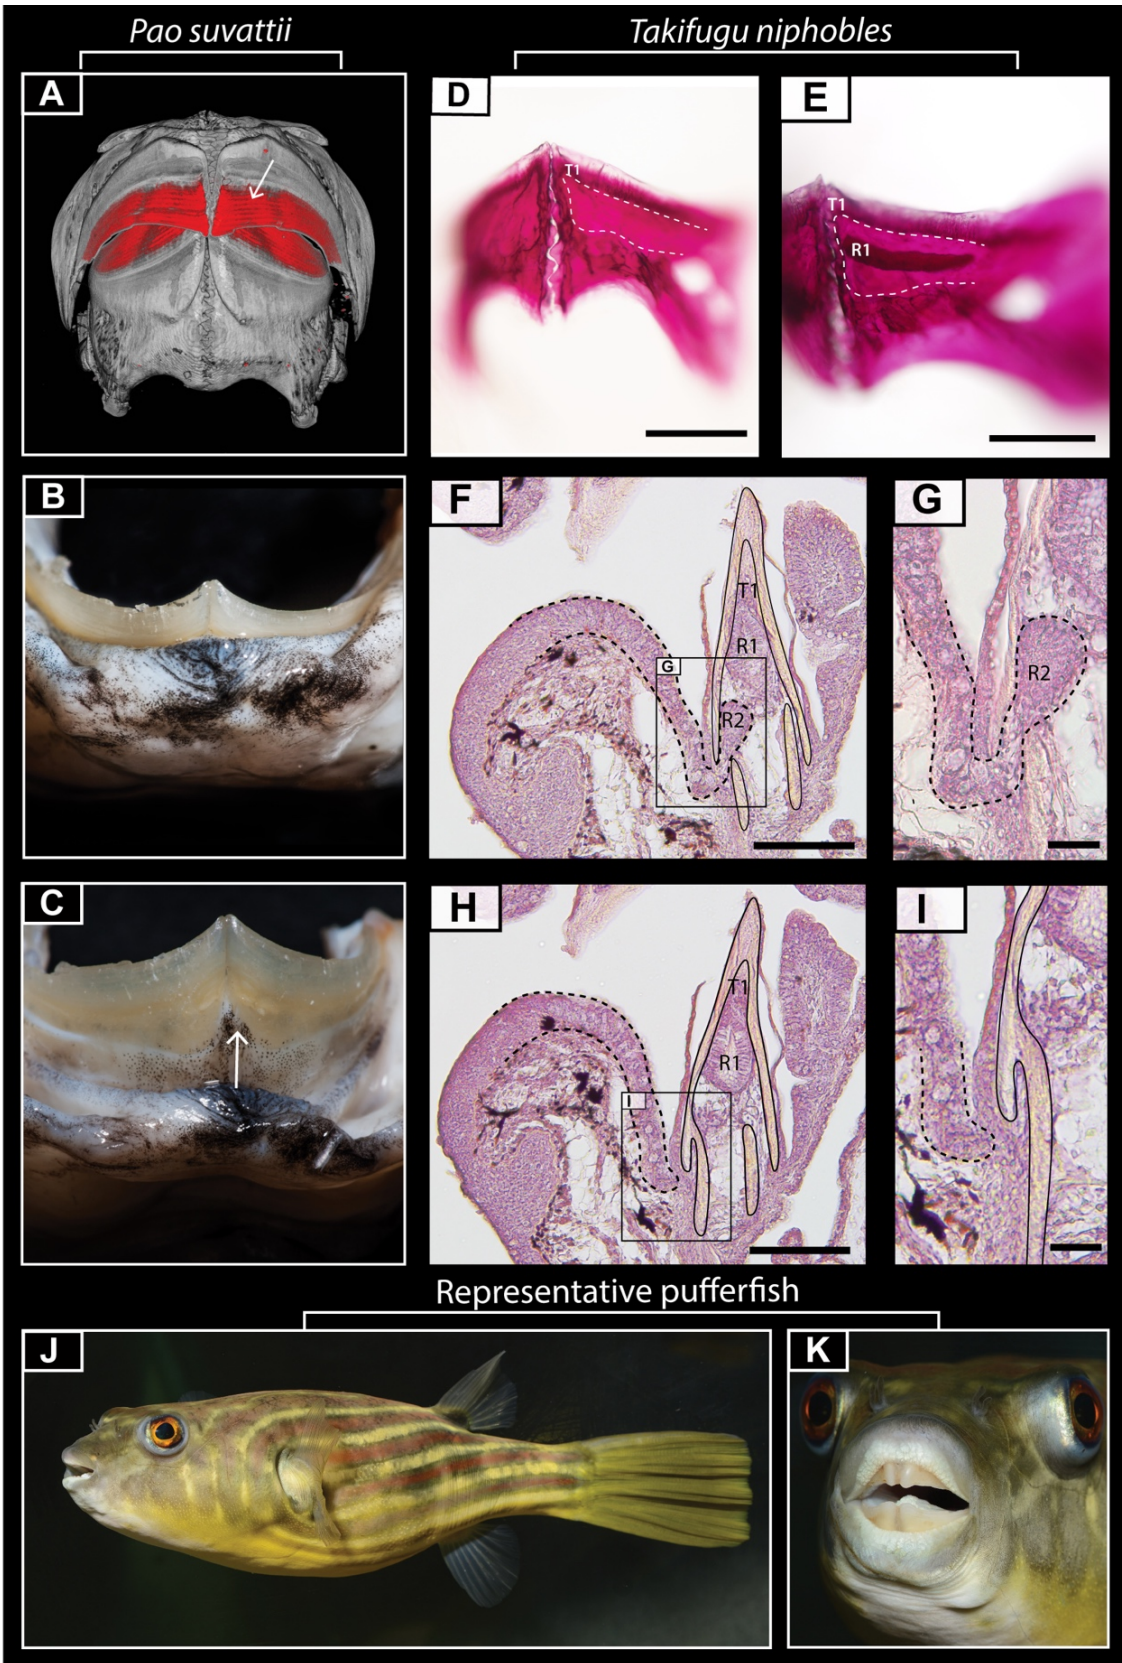 Pao suvattii
Takifugu niphobles
A
D
T1
E
T1
R1
B
F
T1
R1
G
R2
G
R2
C
H
T1
R1
I
I
Representative pufferfish
J
K